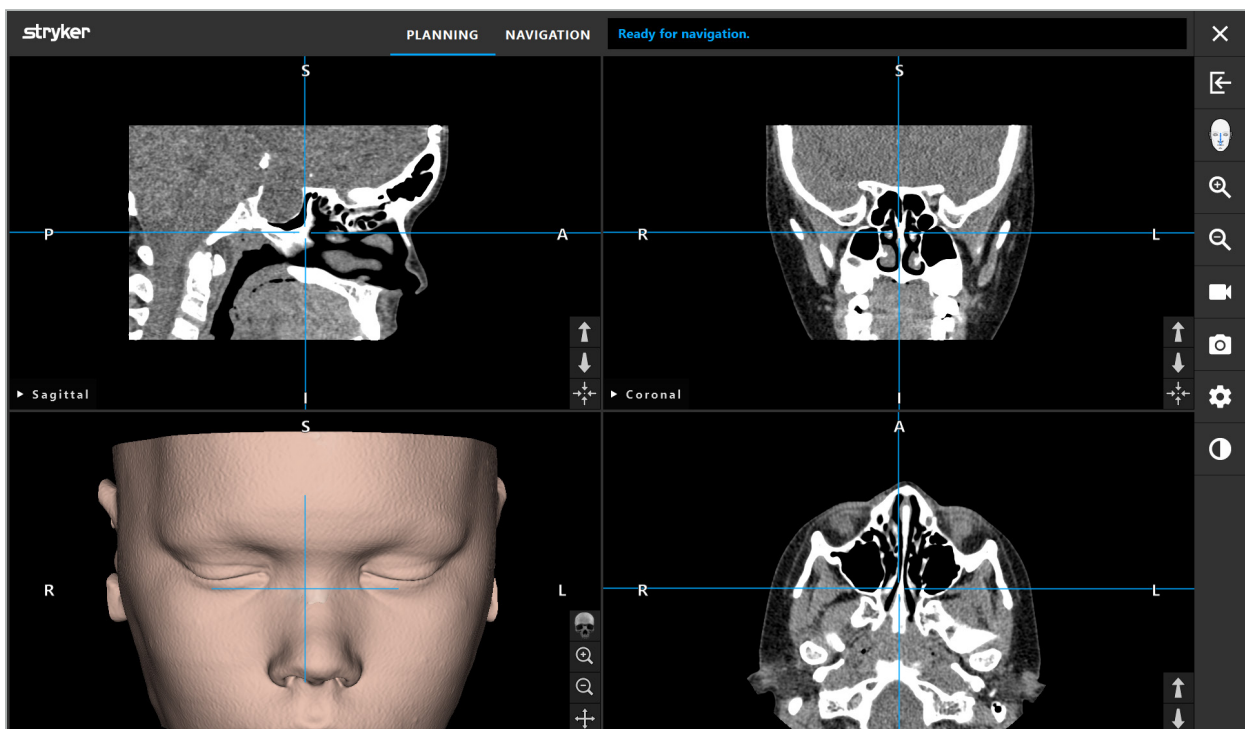 stryker
PLANNING NAVIGATION Ready for navigation.
S S
P A R L
Sagittal I Coronal I
S A
R L R L